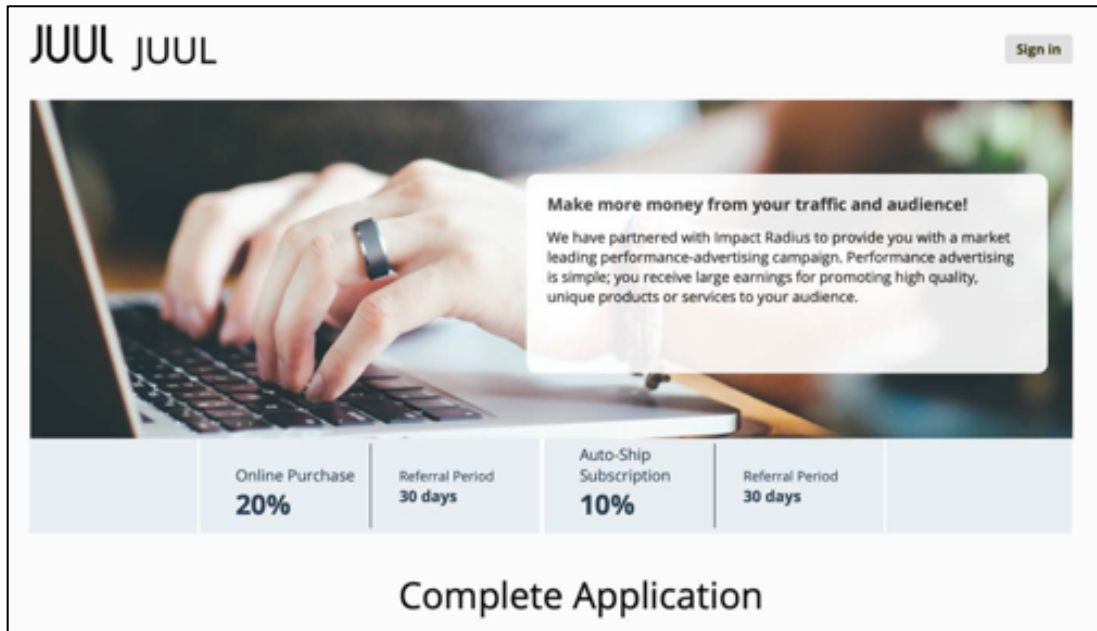 JUUL JUUL
Sign in
Make more money from your traffic and audience!
We have partnered with Impact Radius to provide you with a market
leading performance-advertising campaign. Performance advertising
is simple; you receive large earnings for promoting high quality,
unique products or services to your audience.
Online Purchase
20%
Referral Period
30 days
Auto-Ship
Subscription
10%
Referral Period
30 days
Complete Application